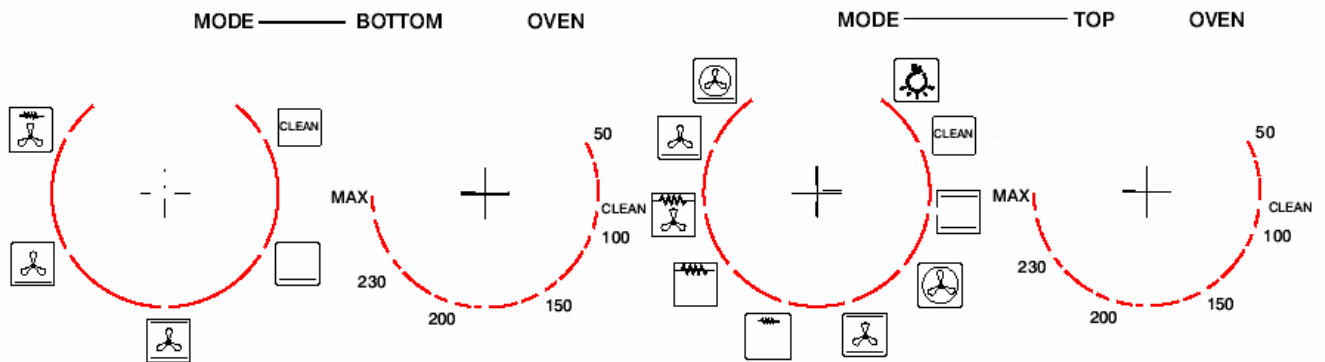 MODE BOTTOM OVEN MODE TOP OVEN
CLEAN 50 CLEAN 50
MAX CLEAN 100 MAX CLEAN 100
230 200 150 230 200 150